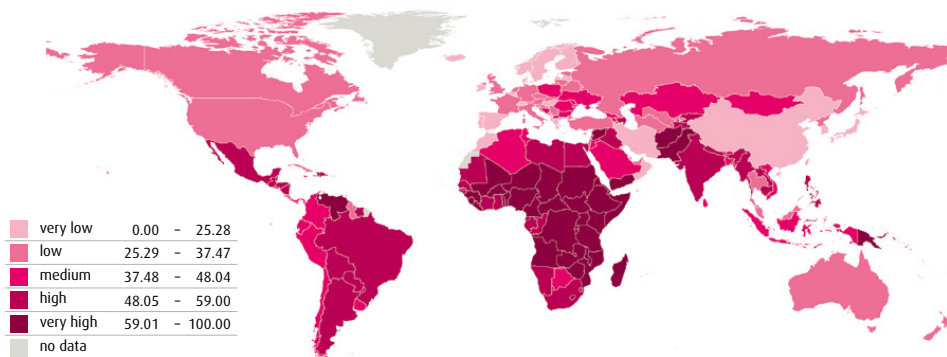 very low 0.00 – 25.28
low 25.29 – 37.47
medium 37.48 – 48.04
high 48.05 – 59.00
very high 59.01 – 100.00
no data